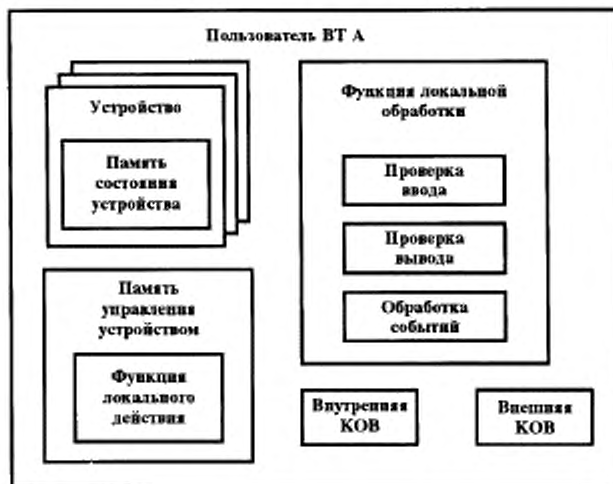 Пользователь ВТ А
Устройство
Память
состояния
устройства
Память
управления
устройством
Функция
локального
действия
Функция локальной
обработки
Проверка
ввода
Проверка
вывода
Обработка
событий
Внутренняя
КОВ
Внешняя
КОВ